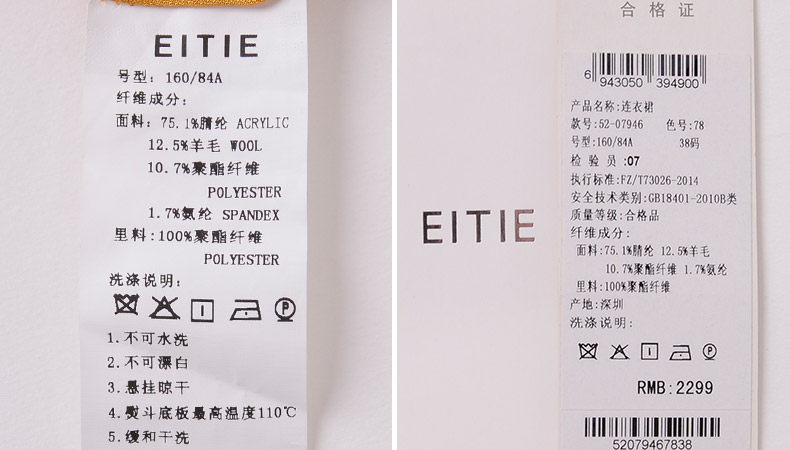 EITIE
号型: 160/84A
纤维成分:
面料: 75.1%腈纶 ACRYLIC
12.5%羊毛 WOOL
10.7%聚酯纤维
POLYESTER
1.7%氨纶 SPANDEX
里料:100%聚酯纤维
POLYESTER
洗涤说明:
P
1.不可水洗
2.不可漂白
3.悬挂晾干
4.熨斗底板最高温度110℃
5.缓和干洗
EITIE
合格证
6 943050 394900
产品名称:连衣裙
款号:52-07946 色号:78
号型:160/84A 38码
检 验 员:07
执行标准:FZ/T73026-2014
安全技术类别:GB18401-2010B类
质量等级:合格品
纤维成分:
面料:75.1%腈纶 12.5%羊毛
10.7%聚酯纤维 1.7%氨纶
里料:100%聚酯纤维
产地:深圳
洗涤说明:
P
RMB:2299
52079467838